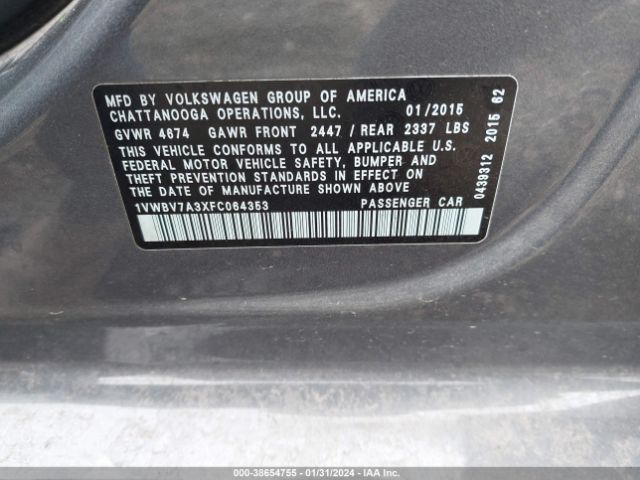 MFD BY VOLKSWAGEN GROUP OF AMERICA
CHATTANOOGA OPERATIONS, LLC. 01/2015
GVWR 4674 GAWR FRONT 2447 / REAR 2337 LBS
THIS VEHICLE CONFORMS TO ALL APPLICABLE U.S.
FEDERAL MOTOR VEHICLE SAFETY, BUMPER AND
THEFT PREVENTION STANDARDS IN EFFECT ON
THE DATE OF MANUFACTURE SHOWN ABOVE
1VWBV7A3XFC064353 PASSENGER CAR
0439312 2015 62
000-38654755 - 01/31/2024 - IAA Inc.